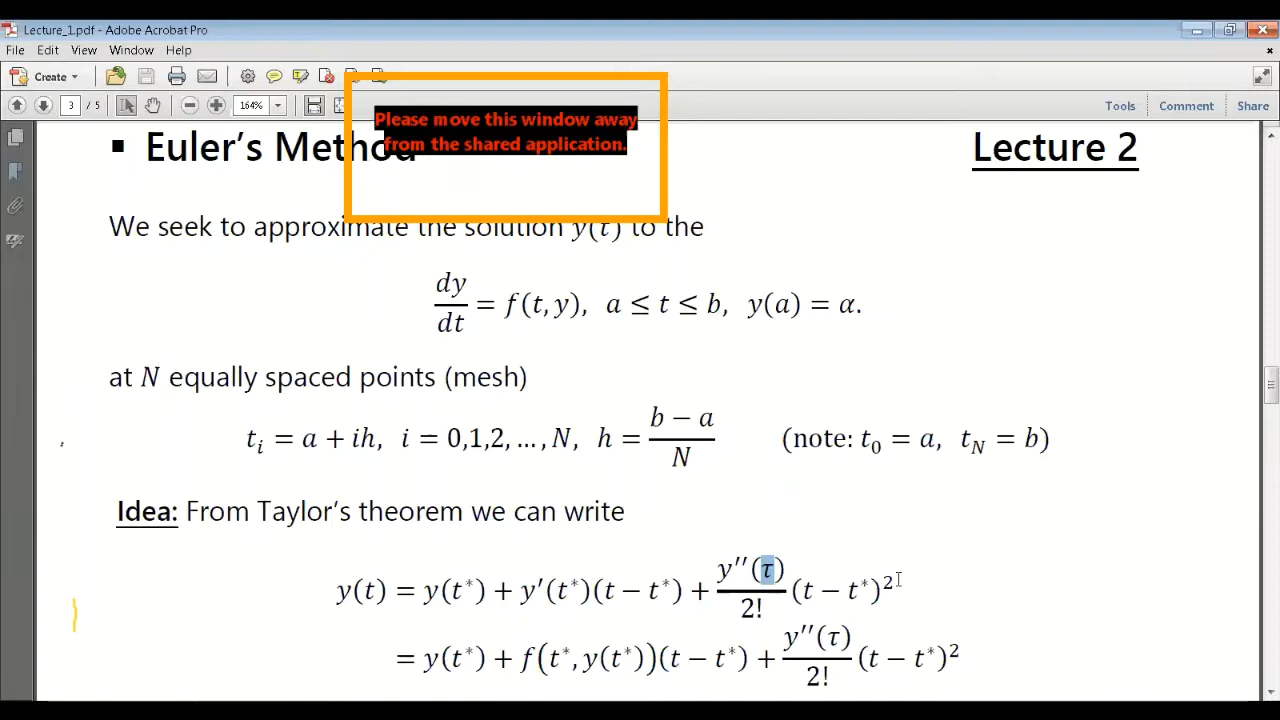 Lecture_1.pdf - Adobe Acrobat Pro
File Edit View Window Help
Create
3 / 5 164% Tools Comment Share
Please move this window away
from the shared application.
▪ Euler’s Method Lecture 2
We seek to approximate the solution y(t) to the
dy/dt = f(t, y), a ≤ t ≤ b, y(a) = α.
at N equally spaced points (mesh)
tᵢ = a + ih, i = 0,1,2, … , N, h = (b − a)/N (note: t₀ = a, t_N = b)
Idea: From Taylor’s theorem we can write
y(t) = y(t*) + y′(t*)(t − t*) + y′′(τ)/2! (t − t*)²
= y(t*) + f(t*, y(t*))(t − t*) + y′′(τ)/2! (t − t*)²